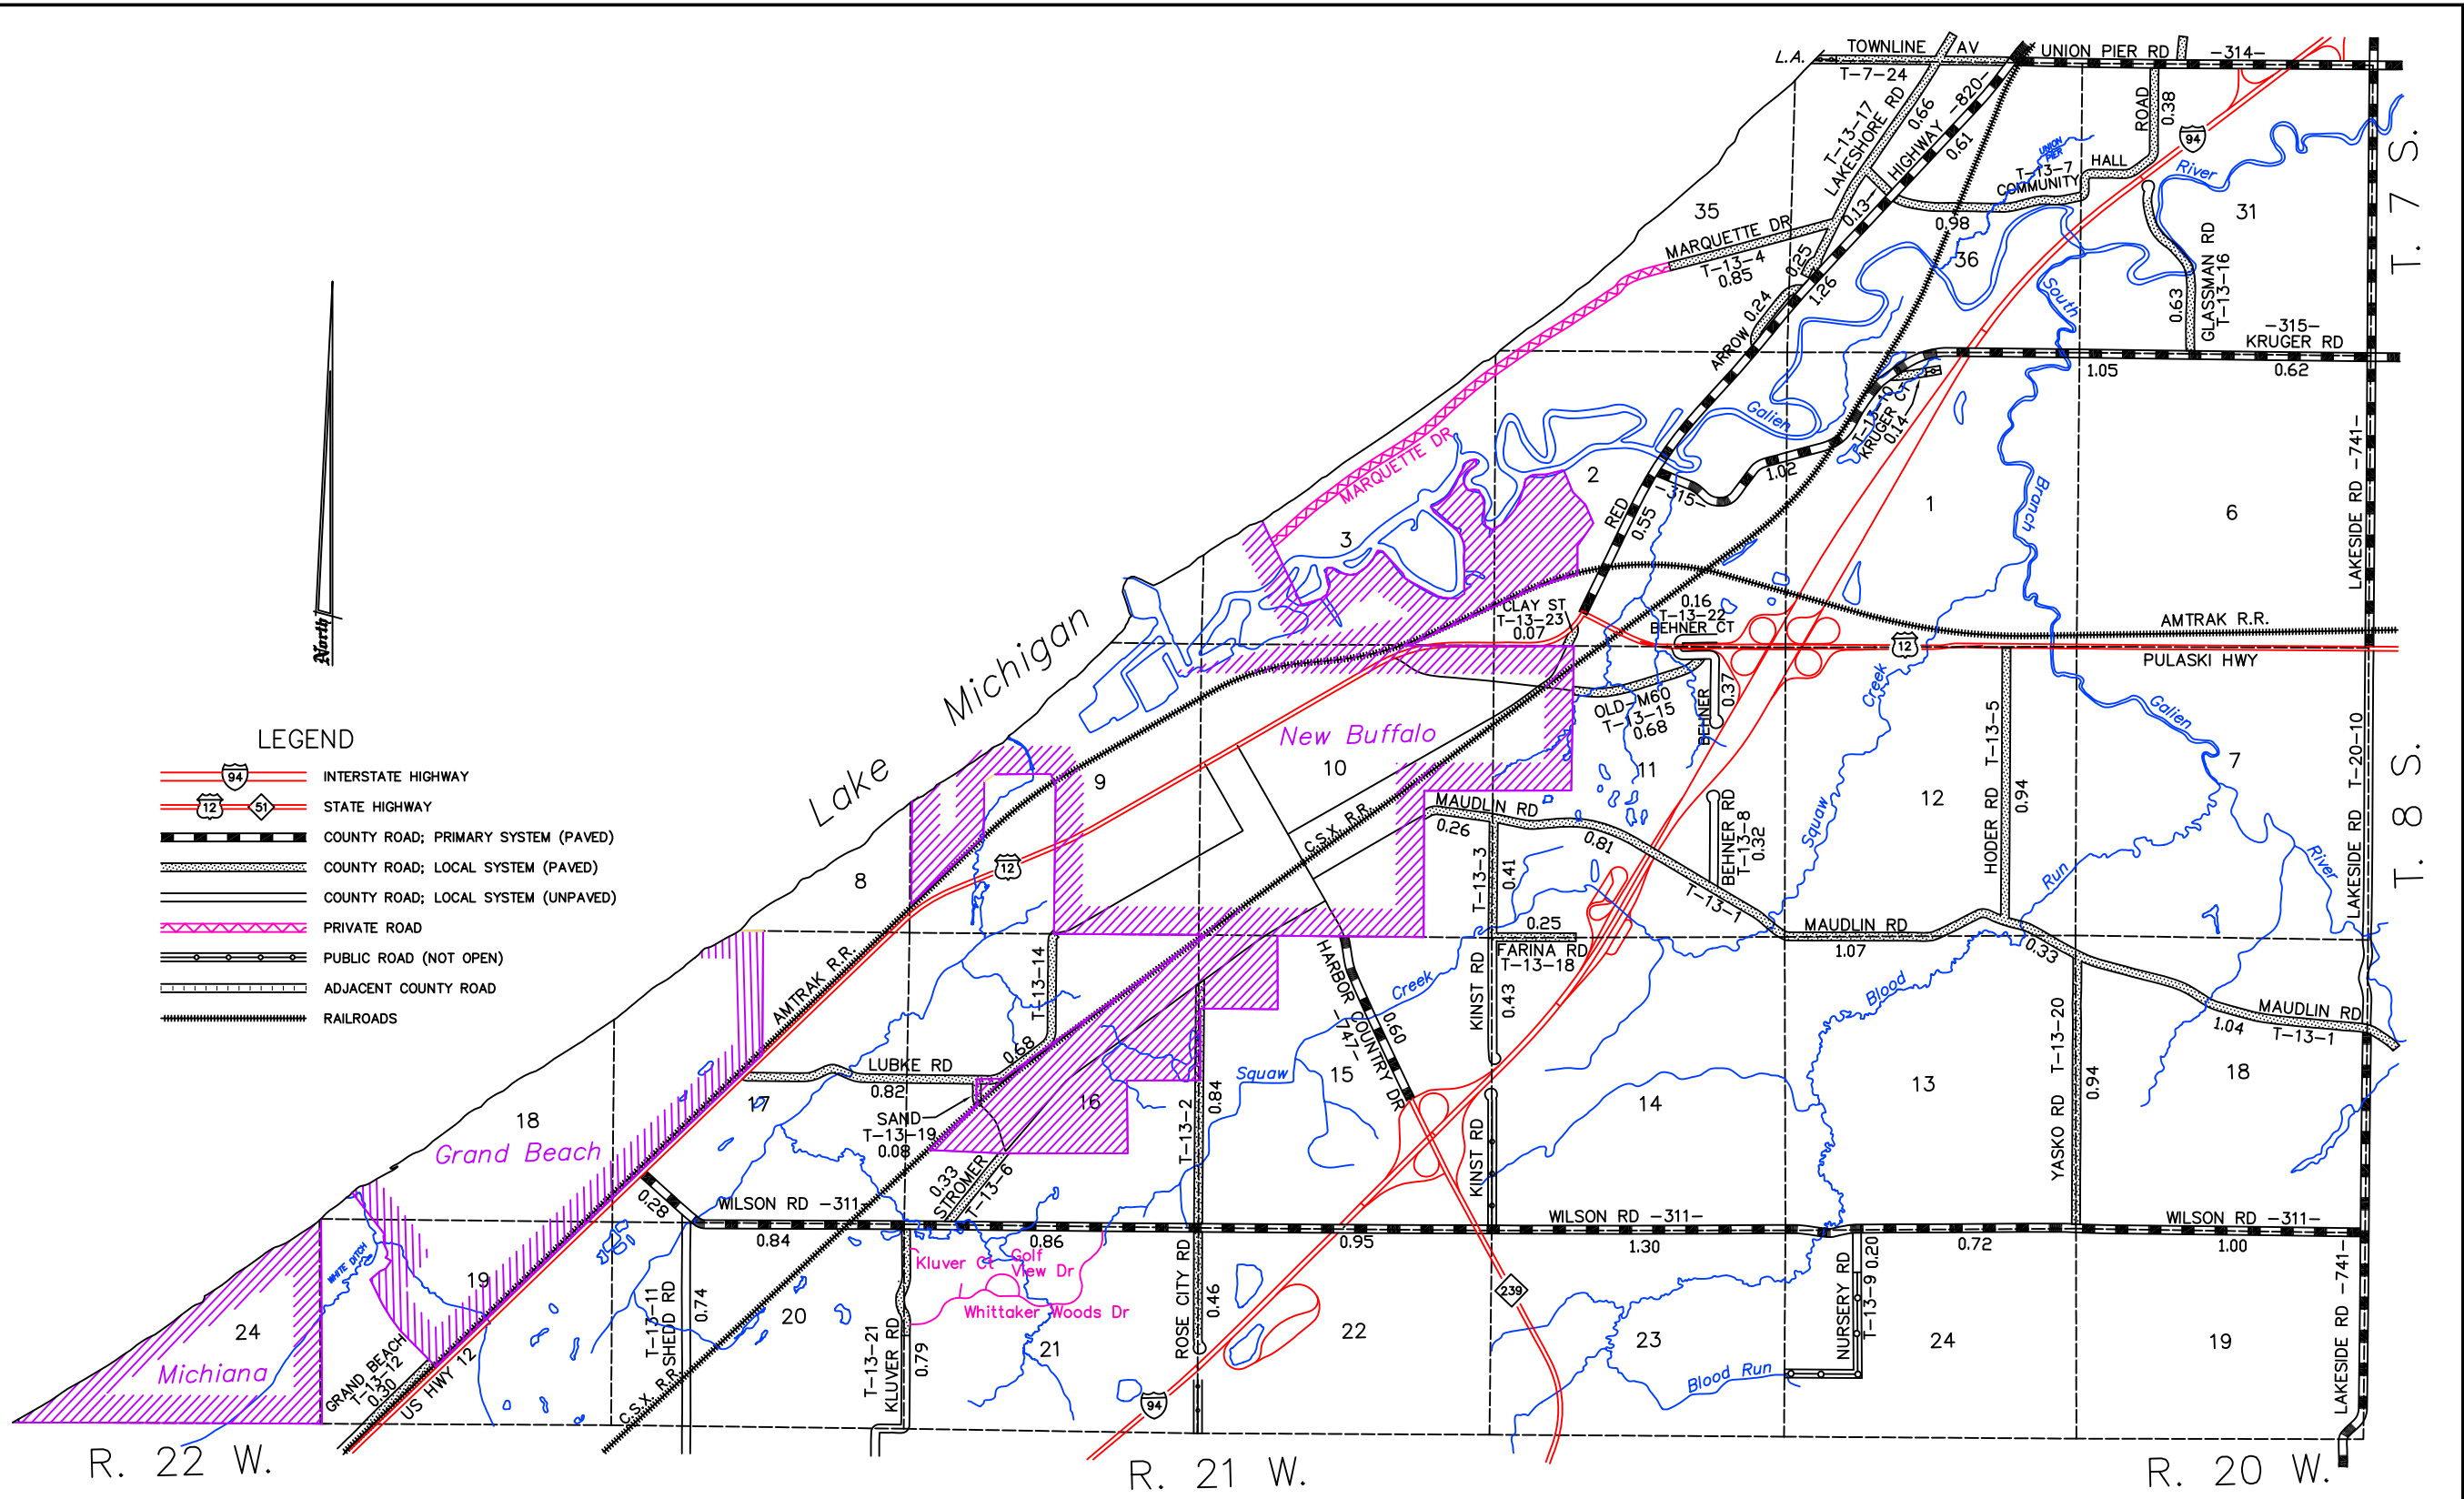 L.A.
TOWNLINE AV
T-7-24
UNION PIER RD -314-
T-13-17
LAKESHORE RD
0.66
HIGHWAY -820-
0.61
UNION
PIER
ROAD
0.38
94
HALL
T-13-7
COMMUNITY
0.98
River
31
T. 7 S.
35
MARQUETTE DR
T-13-4
0.85
0.13
0.25
0.24
1.26
ARROW
36
South
GLASSMAN RD
T-13-16
0.63
-315-
KRUGER RD
1.05
0.62
Galien
T-13-10
KRUGER CT
0.14
1.02
-315-
MARQUETTE DR
2
3
RED
0.55
1
Branch
6
LAKESIDE RD -741-
North
Lake Michigan
CLAY ST
T-13-23
0.07
0.16
T-13-22
BEHNER CT
12
AMTRAK R.R.
PULASKI HWY
OLD-M60
T-13-15
0.68
BEHNER
0.37
Creek
Squaw
Galien
River
7
T. 8 S.
LEGEND
94 INTERSTATE HIGHWAY
12 51 STATE HIGHWAY
COUNTY ROAD; PRIMARY SYSTEM (PAVED)
COUNTY ROAD; LOCAL SYSTEM (PAVED)
COUNTY ROAD; LOCAL SYSTEM (UNPAVED)
PRIVATE ROAD
PUBLIC ROAD (NOT OPEN)
ADJACENT COUNTY ROAD
RAILROADS
New Buffalo
10
9
8
12
11
12
C.S.X. R.R.
MAUDLIN RD
0.26
0.81
T-13-1
T-13-3
0.41
BEHNER RD
T-13-8
0.32
HODER RD T-13-5
0.94
Run
Blood
LAKESIDE RD T-20-10
0.25
FARINA RD
T-13-18
MAUDLIN RD
1.07
0.33
MAUDLIN RD
1.04
T-13-1
AMTRAK R.R.
T-13-14
HARBOR COUNTRY DR
-747-
0.60
Creek
Squaw
KINST RD
0.43
15
14
13
18
YASKO RD T-13-20
0.94
LUBKE RD
0.82
0.68
17
16
SAND
T-13-19
0.08
T-13-2
0.84
KINST RD
18
Grand Beach
0.33
STROMER
T-13-6
0.28
WILSON RD -311-
0.84
0.86
0.95
WILSON RD -311-
1.30
0.72
WILSON RD -311-
1.00
WHITE DITCH
19
24
Michiana
GRAND BEACH
T-13-12
0.30
US HWY 12
T-13-11
SHEDD RD
0.74
C.S.X. R.R.
20
T-13-21
KLUVER RD
0.79
Kluver Ct
Golf
View Dr
Whittaker Woods Dr
21
ROSE CITY RD
0.46
94
22
239
23
Blood Run
NURSERY RD
T-13-9
0.20
24
19
LAKESIDE RD -741-
R. 22 W.
R. 21 W.
R. 20 W.